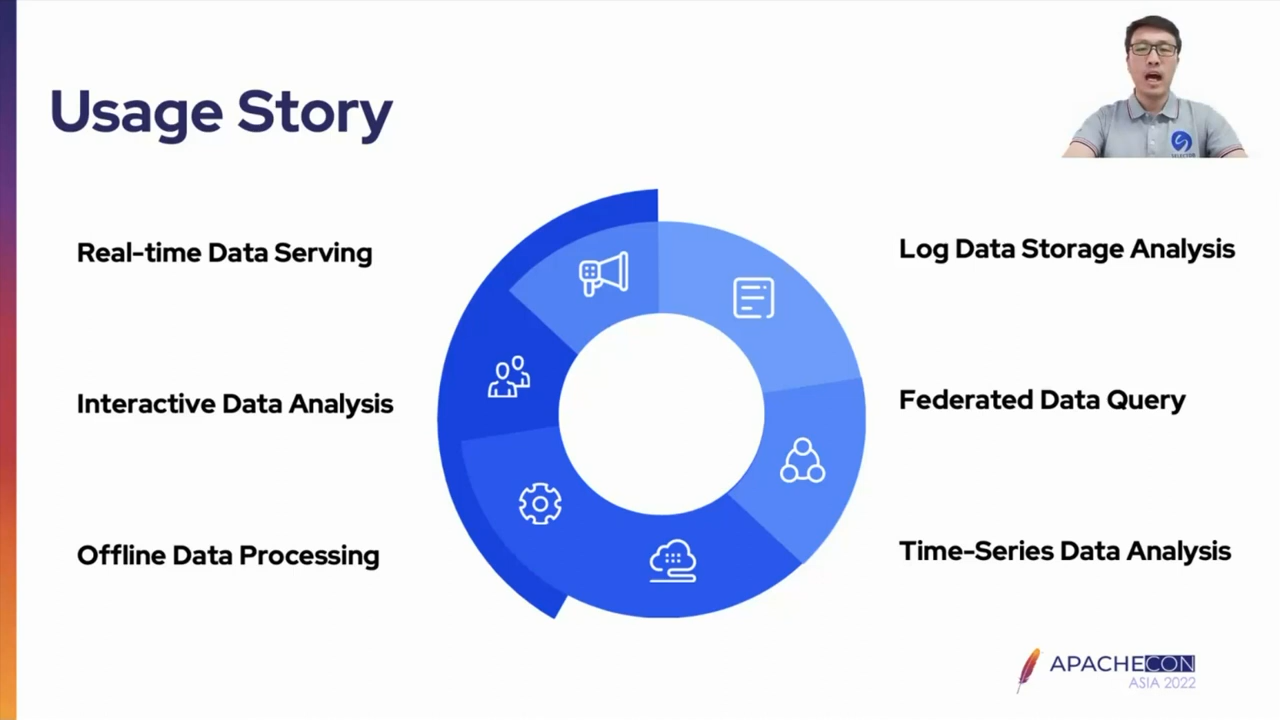 Usage Story
Real-time Data Serving
Interactive Data Analysis
Offline Data Processing
Log Data Storage Analysis
Federated Data Query
Time-Series Data Analysis
APACHECON
ASIA 2022